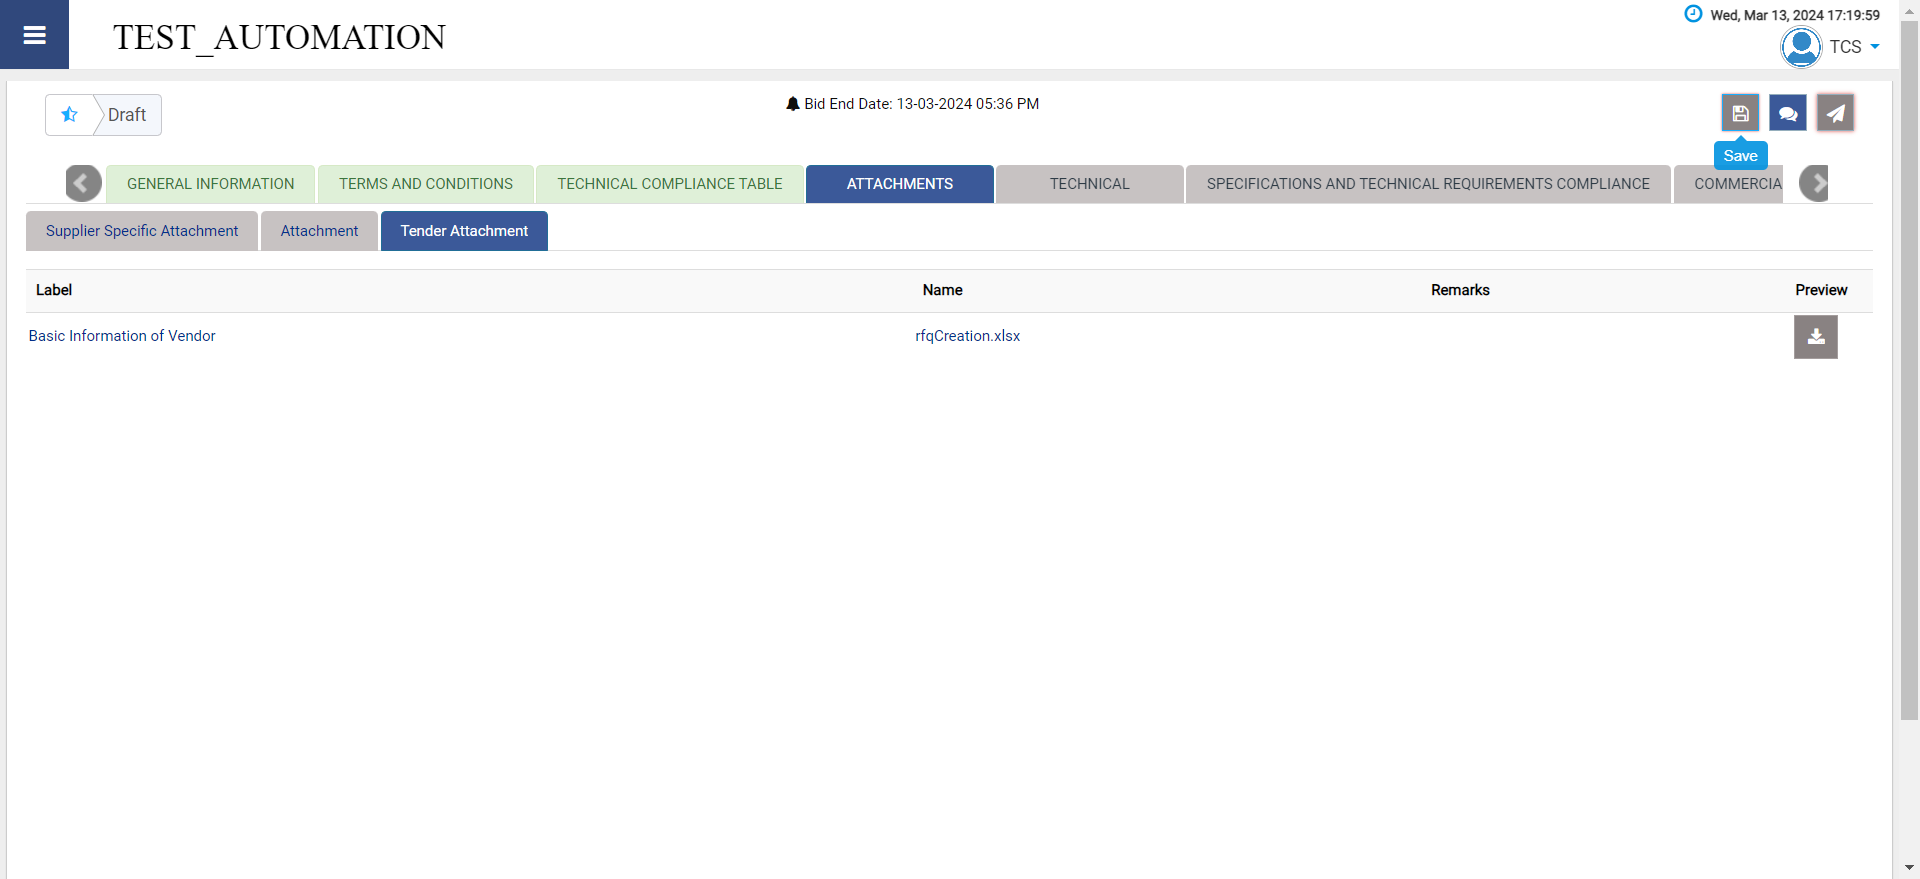 Wed, Mar 13, 2024 17:19:59
TEST_AUTOMATION
TCS
Draft
Bid End Date: 13-03-2024 05:36 PM
Save
GENERAL INFORMATION
TERMS AND CONDITIONS
TECHNICAL COMPLIANCE TABLE
ATTACHMENTS
TECHNICAL
SPECIFICATIONS AND TECHNICAL REQUIREMENTS COMPLIANCE
COMMERCIA
Supplier Specific Attachment
Attachment
Tender Attachment
Label
Name
Remarks
Preview
Basic Information of Vendor
rfqCreation.xlsx